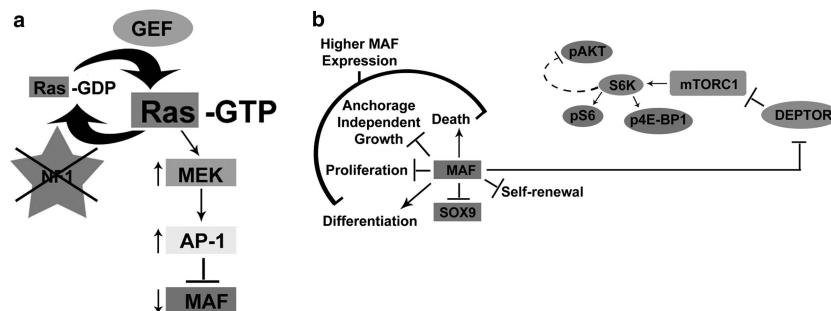 a
GEF
Ras -GDP
Ras -GTP
NF1
↑ MEK
↑ AP-1
↓ MAF
b
Higher MAF
Expression
Anchorage
Independent
Growth
Death
Proliferation
MAF
Self-renewal
Differentiation
SOX9
pAKT
S6K
mTORC1
pS6
p4E-BP1
DEPTOR